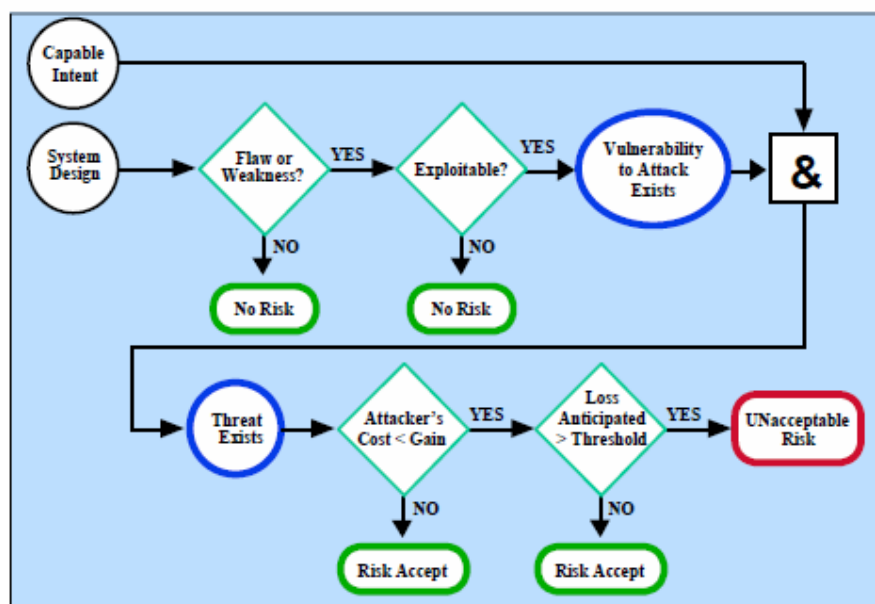 Capable
Intent
System
Design
Flaw or
Weakness?
YES
NO
No Risk
Exploitable?
YES
NO
No Risk
Vulnerability
to Attack
Exists
&
Threat
Exists
Attacker's
Cost < Gain
YES
NO
Risk Accept
Loss
Anticipated
> Threshold
YES
NO
Risk Accept
UNacceptable
Risk